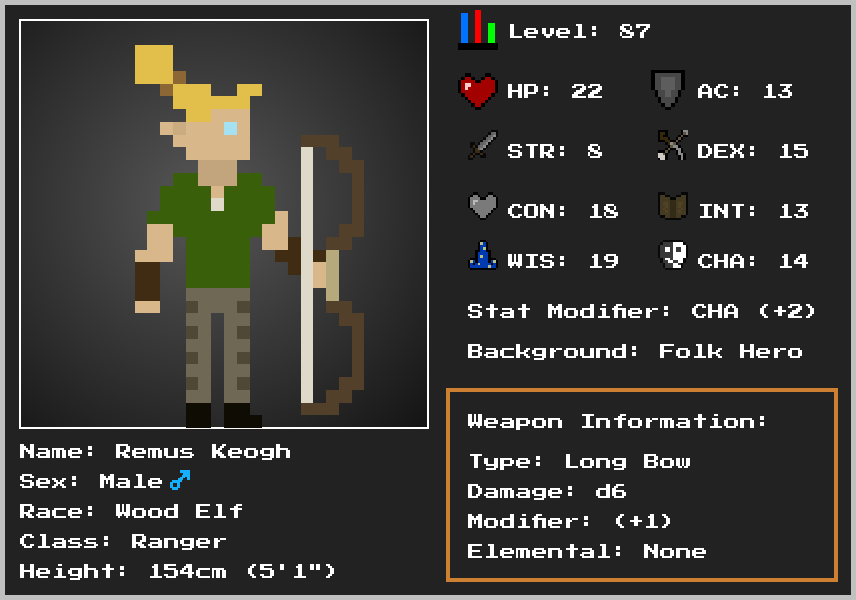 Level: 87
HP: 22
AC: 13
STR: 8
DEX: 15
CON: 18
INT: 13
WIS: 19
CHA: 14
Stat Modifier: CHA (+2)
Background: Folk Hero
Weapon Information:
Type: Long Bow
Damage: d6
Modifier: (+1)
Elemental: None
Name: Remus Keogh
Sex: Male ♂
Race: Wood Elf
Class: Ranger
Height: 154cm (5'1")